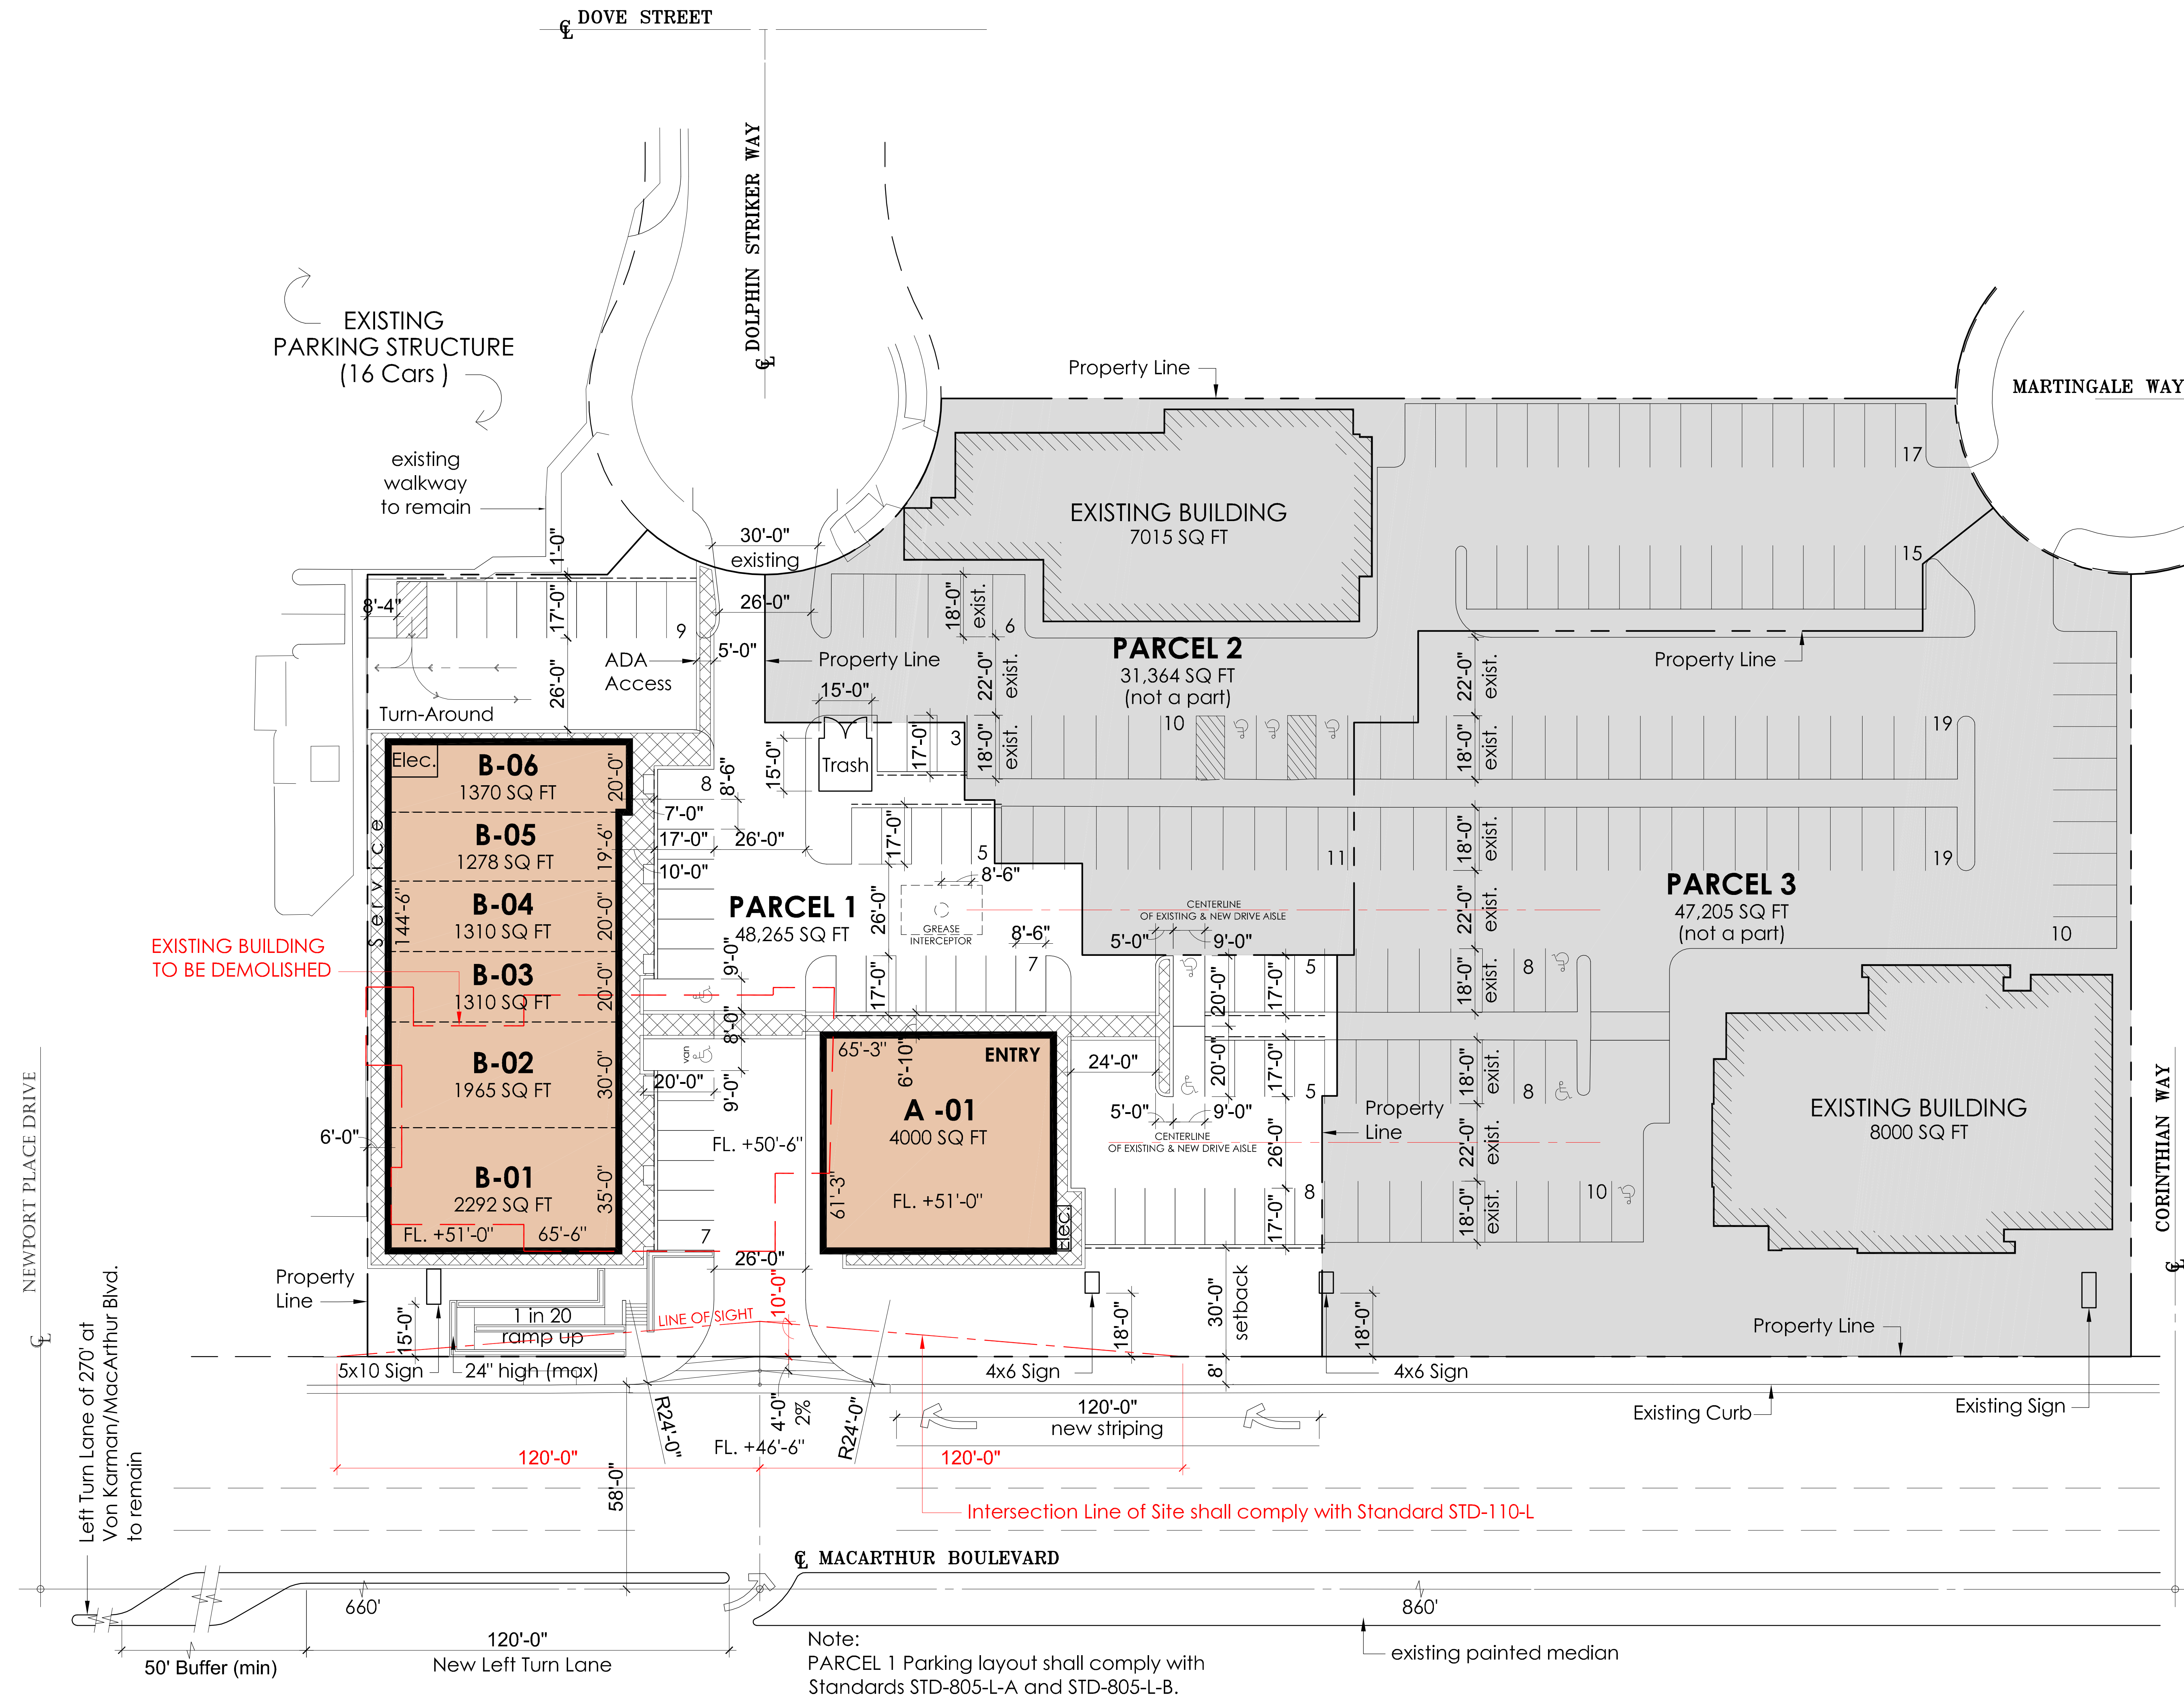 ℄ DOVE STREET
℄ DOLPHIN STRIKER WAY
EXISTING
PARKING STRUCTURE
(16 Cars )
Property Line
MARTINGALE WAY
existing
walkway
to remain
17
EXISTING BUILDING
7015 SQ FT
30'-0"
existing
1'-0"
15
8'-4"
17'-0"
26'-0"
18'-0"
exist.
9
6
ADA
Access
5'-0"
Property Line
PARCEL 2
31,364 SQ FT
(not a part)
Property Line
26'-0"
22'-0"
exist.
22'-0"
exist.
15'-0"
Turn-Around
10
19
3
17'-0"
18'-0"
exist.
18'-0"
exist.
Elec.
B-06
1370 SQ FT
20'-0"
8
8'-6"
15'-0"
Trash
7'-0"
B-05
1278 SQ FT
19'-6"
17'-0"
26'-0"
17'-0"
5
11
18'-0"
exist.
19
10'-0"
8'-6"
Service
144'-6"
B-04
1310 SQ FT
20'-0"
PARCEL 1
48,265 SQ FT
26'-0"
GREASE
INTERCEPTOR
CENTERLINE
OF EXISTING & NEW DRIVE AISLE
22'-0"
exist.
PARCEL 3
47,205 SQ FT
(not a part)
10
EXISTING BUILDING
TO BE DEMOLISHED
9'-0"
8'-6"
7
5'-0"
9'-0"
B-03
1310 SQ FT
20'-0"
17'-0"
20'-0"
17'-0"
5
18'-0"
exist.
8
8'-0"
B-02
1965 SQ FT
30'-0"
van
20'-0"
9'-0"
65'-3"
6'-10"
ENTRY
24'-0"
20'-0"
17'-0"
5
18'-0"
exist.
8
A -01
4000 SQ FT
5'-0"
9'-0"
CENTERLINE
OF EXISTING & NEW DRIVE AISLE
Property
Line
EXISTING BUILDING
8000 SQ FT
6'-0"
FL. +50'-6"
26'-0"
22'-0"
exist.
B-01
2292 SQ FT
35'-0"
61'-3"
FL. +51'-0"
17'-0"
8
18'-0"
exist.
10
FL. +51'-0"
65'-6"
7
Elec.
NEWPORT PLACE DRIVE
℄
CORINTHIAN WAY
℄
26'-0"
Property
Line
10'-0"
30'-0"
setback
15'-0"
1 in 20
ramp up
LINE OF SIGHT
18'-0"
18'-0"
Property Line
5x10 Sign
24" high (max)
4x6 Sign
8'
4x6 Sign
Left Turn Lane of 270' at
Von Karman/MacArthur Blvd.
to remain
R24'-0"
4'-0"
2%
R24'-0"
120'-0"
new striping
Existing Curb
Existing Sign
FL. +46'-6"
120'-0"
120'-0"
58'-0"
Intersection Line of Site shall comply with Standard STD-110-L
℄ MACARTHUR BOULEVARD
660'
860'
120'-0"
New Left Turn Lane
50' Buffer (min)
existing painted median
Note:
PARCEL 1 Parking layout shall comply with
Standards STD-805-L-A and STD-805-L-B.